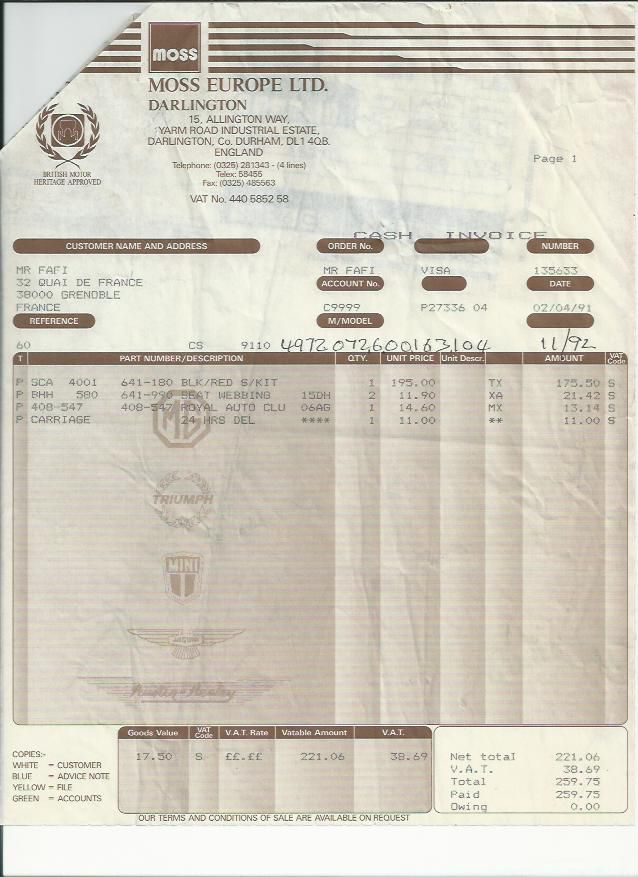 moss
MOSS EUROPE LTD.
DARLINGTON
15, ALLINGTON WAY,
YARM ROAD INDUSTRIAL ESTATE,
DARLINGTON, Co. DURHAM, DL1 4QB.
ENGLAND
Telephone: (0325) 281343 - (4 lines)
Telex: 58455
Fax: (0325) 485563
VAT No. 440 5852 58
BRITISH MOTOR
HERITAGE APPROVED
Page 1
CASH INVOICE
CUSTOMER NAME AND ADDRESS ORDER No. NUMBER
MR FAFI MR FAFI VISA 135633
32 QUAI DE FRANCE ACCOUNT No. DATE
38000 GRENOBLE
FRANCE C9999 P27336 04 02/04/91
REFERENCE M/MODEL
60 CS 9110 4972072600163104 11/92
T PART NUMBER/DESCRIPTION QTY. UNIT PRICE Unit Descr. AMOUNT VAT Code
P SCA 4001 641-180 BLK/RED S/KIT 1 195.00 TX 175.50 S
P BHH 580 641-990 SEAT WEBBING 15DH 2 11.90 XA 21.42 S
P 408-547 408-547 ROYAL AUTO CLU 06AG 1 14.60 MX 13.14 S
P CARRIAGE 24 HRS DEL **** 1 11.00 ** 11.00 S
MG
TRIUMPH
MINI
JAGUAR
Austin-Healey
Goods Value VAT Code V.A.T. Rate Vatable Amount V.A.T.
17.50 S ££.££ 221.06 38.69
COPIES:-
WHITE = CUSTOMER
BLUE = ADVICE NOTE
YELLOW = FILE
GREEN = ACCOUNTS
Net total 221.06
V.A.T. 38.69
Total 259.75
Paid 259.75
Owing 0.00
OUR TERMS AND CONDITIONS OF SALE ARE AVAILABLE ON REQUEST